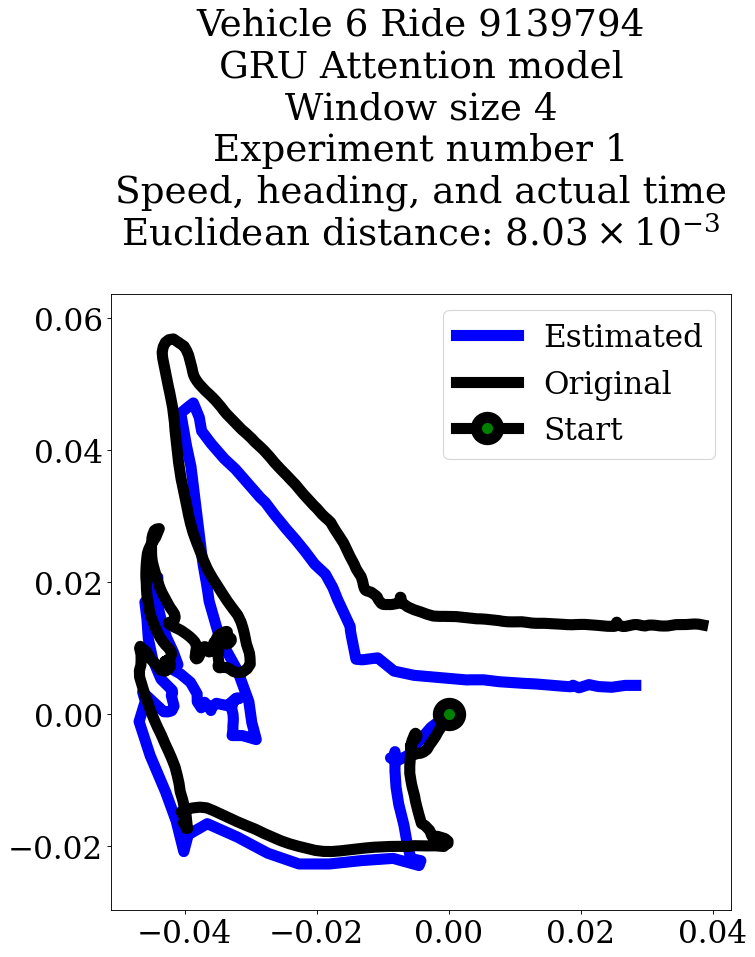 Vehicle 6 Ride 9139794
GRU Attention model
Window size 4
Experiment number 1
Speed, heading, and actual time
Euclidean distance: 8.03 × 10⁻³
Estimated
Original
Start
0.06
0.04
0.02
0.00
−0.02
−0.04 −0.02 0.00 0.02 0.04